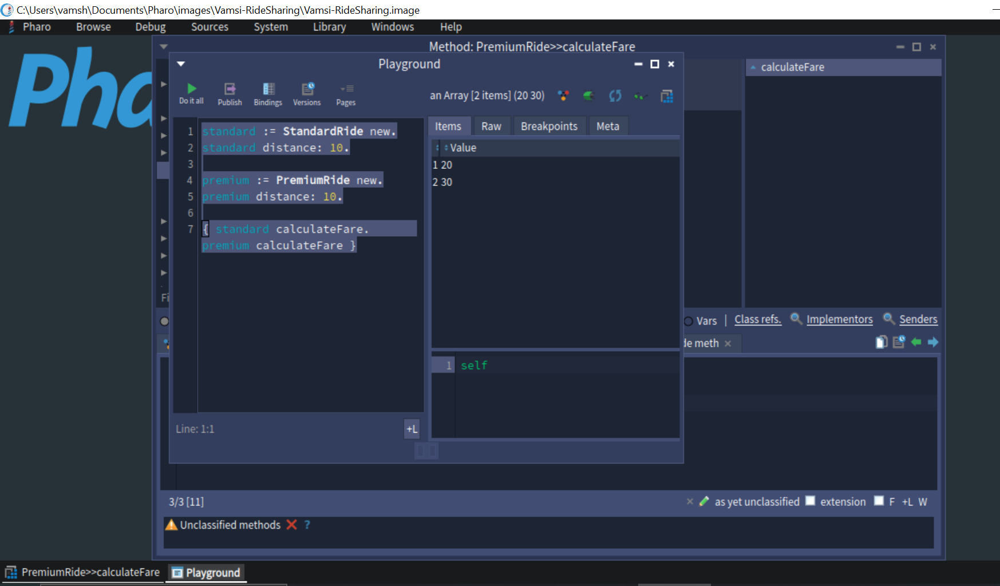 C:\Users\vamsh\Documents\Pharo\images\Vamsi-RideSharing\Vamsi-RideSharing.image
Pharo Browse Debug Sources System Library Windows Help
Method: PremiumRide>>calculateFare
Playground
calculateFare
Do it all Publish Bindings Versions Pages
an Array [2 items] (20 30)
Items Raw Breakpoints Meta
Value
1 20
2 30
1 standard := StandardRide new.
2 standard distance: 10.
3
4 premium := PremiumRide new.
5 premium distance: 10.
6
7 { standard calculateFare.
premium calculateFare }
1 self
Line: 1:1
+L
Fi
Vars | Class refs. Implementors Senders
de meth
3/3 [11]
as yet unclassified extension F +L W
Unclassified methods ?
PremiumRide>>calculateFare Playground